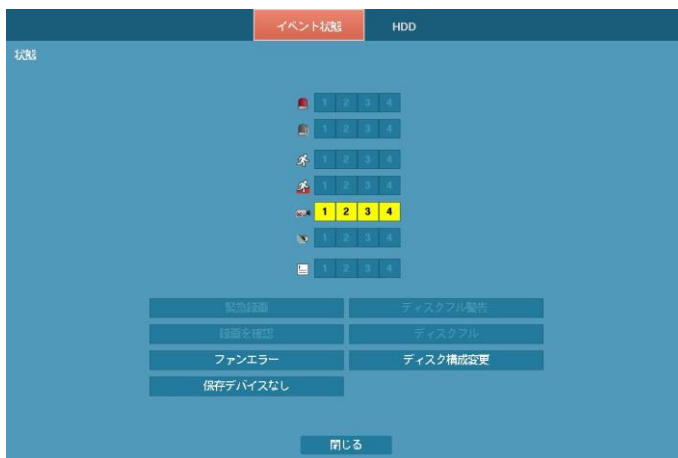 イベント状態 HDD
状態
1 2 3 4
1 2 3 4
1 2 3 4
1 2 3 4
1 2 3 4
1 2 3 4
1 2 3 4
緊急録画 ディスクフル警告
録画を確認 ディスクフル
ファンエラー ディスク構成変更
保存デバイスなし
閉じる